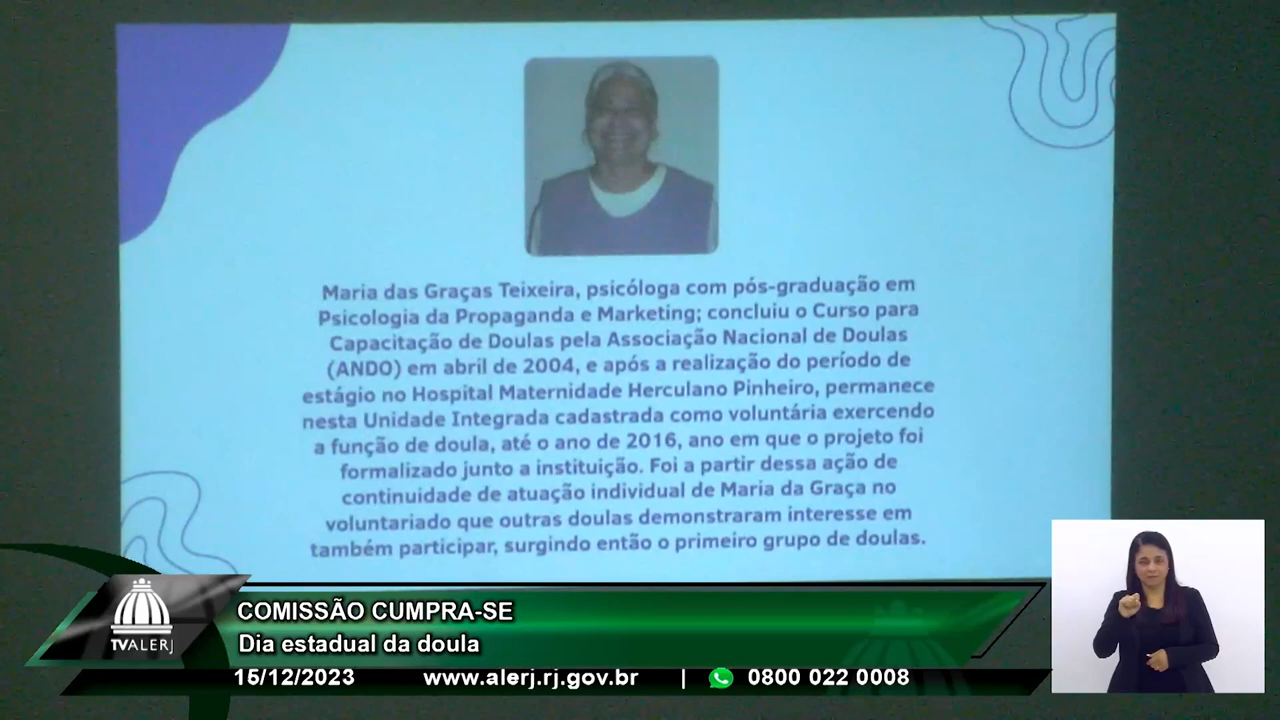 Maria das Graças Teixeira, psicóloga com pós-graduação em
Psicologia da Propaganda e Marketing; concluiu o Curso para
Capacitação de Doulas pela Associação Nacional de Doulas
(ANDO) em abril de 2004, e após a realização do período de
estágio no Hospital Maternidade Herculano Pinheiro, permanece
nesta Unidade Integrada cadastrada como voluntária exercendo
a função de doula, até o ano de 2016, ano em que o projeto foi
formalizado junto a instituição. Foi a partir dessa ação de
continuidade de atuação individual de Maria da Graça no
voluntariado que outras doulas demonstraram interesse em
também participar, surgindo então o primeiro grupo de doulas.
TVALERJ
COMISSÃO CUMPRA-SE
Dia estadual da doula
15/12/2023 www.alerj.rj.gov.br | 0800 022 0008